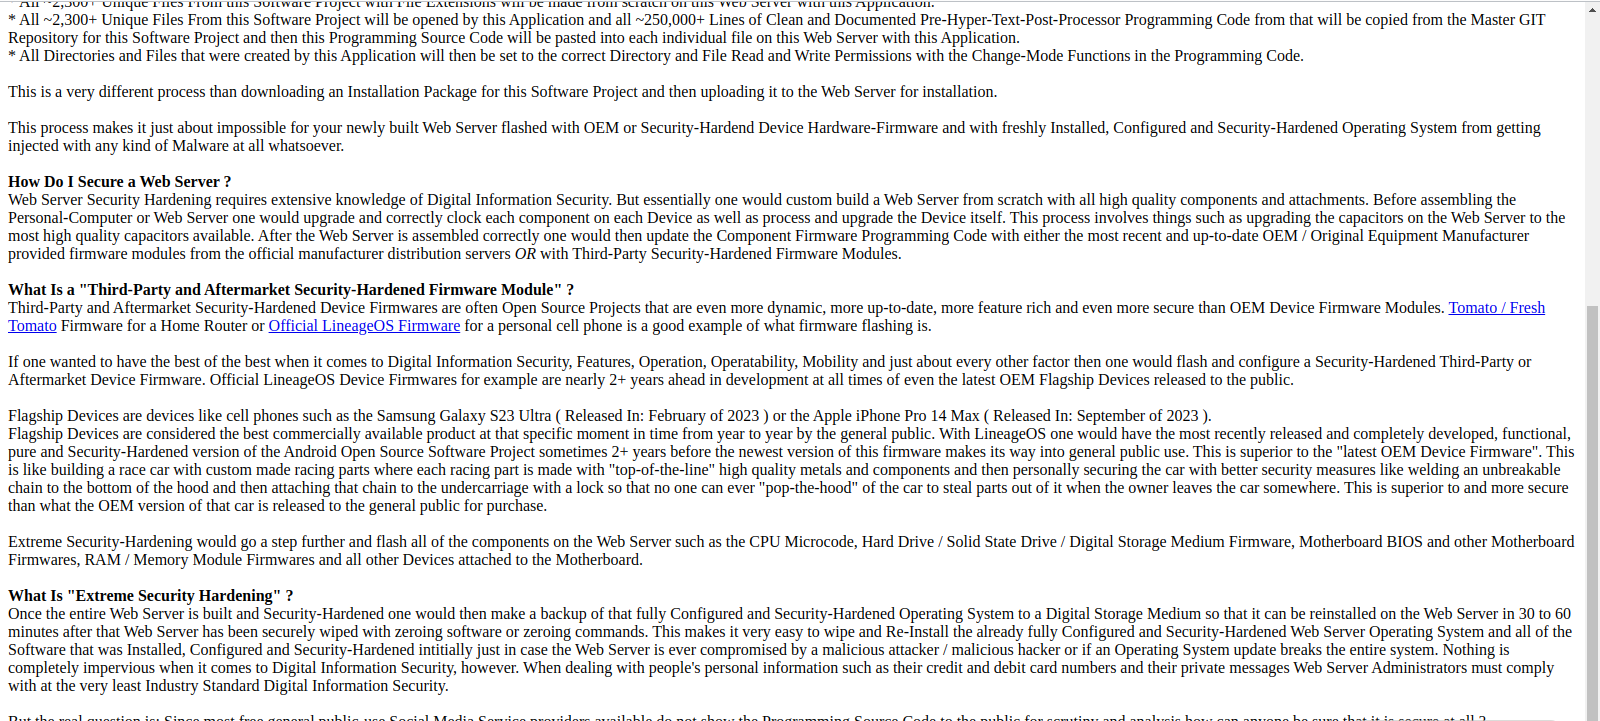 All ~2,300+ Unique Files From this Software Project with File Extensions will be made from scratch on this Web Server with this Application.
* All ~2,300+ Unique Files From this Software Project will be opened by this Application and all ~250,000+ Lines of Clean and Documented Pre-Hyper-Text-Post-Processor Programming Code from that will be copied from the Master GIT
Repository for this Software Project and then this Programming Source Code will be pasted into each individual file on this Web Server with this Application.
* All Directories and Files that were created by this Application will then be set to the correct Directory and File Read and Write Permissions with the Change-Mode Functions in the Programming Code.
This is a very different process than downloading an Installation Package for this Software Project and then uploading it to the Web Server for installation.
This process makes it just about impossible for your newly built Web Server flashed with OEM or Security-Hardend Device Hardware-Firmware and with freshly Installed, Configured and Security-Hardened Operating System from getting
injected with any kind of Malware at all whatsoever.
How Do I Secure a Web Server ?
Web Server Security Hardening requires extensive knowledge of Digital Information Security. But essentially one would custom build a Web Server from scratch with all high quality components and attachments. Before assembling the
Personal-Computer or Web Server one would upgrade and correctly clock each component on each Device as well as process and upgrade the Device itself. This process involves things such as upgrading the capacitors on the Web Server to the
most high quality capacitors available. After the Web Server is assembled correctly one would then update the Component Firmware Programming Code with either the most recent and up-to-date OEM / Original Equipment Manufacturer
provided firmware modules from the official manufacturer distribution servers OR with Third-Party Security-Hardened Firmware Modules.
What Is a "Third-Party and Aftermarket Security-Hardened Firmware Module" ?
Third-Party and Aftermarket Security-Hardened Device Firmwares are often Open Source Projects that are even more dynamic, more up-to-date, more feature rich and even more secure than OEM Device Firmware Modules. Tomato / Fresh
Tomato Firmware for a Home Router or Official LineageOS Firmware for a personal cell phone is a good example of what firmware flashing is.
If one wanted to have the best of the best when it comes to Digital Information Security, Features, Operation, Operatability, Mobility and just about every other factor then one would flash and configure a Security-Hardened Third-Party or
Aftermarket Device Firmware. Official LineageOS Device Firmwares for example are nearly 2+ years ahead in development at all times of even the latest OEM Flagship Devices released to the public.
Flagship Devices are devices like cell phones such as the Samsung Galaxy S23 Ultra ( Released In: February of 2023 ) or the Apple iPhone Pro 14 Max ( Released In: September of 2023 ).
Flagship Devices are considered the best commercially available product at that specific moment in time from year to year by the general public. With LineageOS one would have the most recently released and completely developed, functional,
pure and Security-Hardened version of the Android Open Source Software Project sometimes 2+ years before the newest version of this firmware makes its way into general public use. This is superior to the "latest OEM Device Firmware". This
is like building a race car with custom made racing parts where each racing part is made with "top-of-the-line" high quality metals and components and then personally securing the car with better security measures like welding an unbreakable
chain to the bottom of the hood and then attaching that chain to the undercarriage with a lock so that no one can ever "pop-the-hood" of the car to steal parts out of it when the owner leaves the car somewhere. This is superior to and more secure
than what the OEM version of that car is released to the general public for purchase.
Extreme Security-Hardening would go a step further and flash all of the components on the Web Server such as the CPU Microcode, Hard Drive / Solid State Drive / Digital Storage Medium Firmware, Motherboard BIOS and other Motherboard
Firmwares, RAM / Memory Module Firmwares and all other Devices attached to the Motherboard.
What Is "Extreme Security Hardening" ?
Once the entire Web Server is built and Security-Hardened one would then make a backup of that fully Configured and Security-Hardened Operating System to a Digital Storage Medium so that it can be reinstalled on the Web Server in 30 to 60
minutes after that Web Server has been securely wiped with zeroing software or zeroing commands. This makes it very easy to wipe and Re-Install the already fully Configured and Security-Hardened Web Server Operating System and all of the
Software that was Installed, Configured and Security-Hardened intitially just in case the Web Server is ever compromised by a malicious attacker / malicious hacker or if an Operating System update breaks the entire system. Nothing is
completely impervious when it comes to Digital Information Security, however. When dealing with people's personal information such as their credit and debit card numbers and their private messages Web Server Administrators must comply
with at the very least Industry Standard Digital Information Security.
But the real question is: Since most free general public-use Social Media Service providers available do not show the Programming Source Code to the public for scrutiny and analysis how can anyone be sure that it is secure at all ?